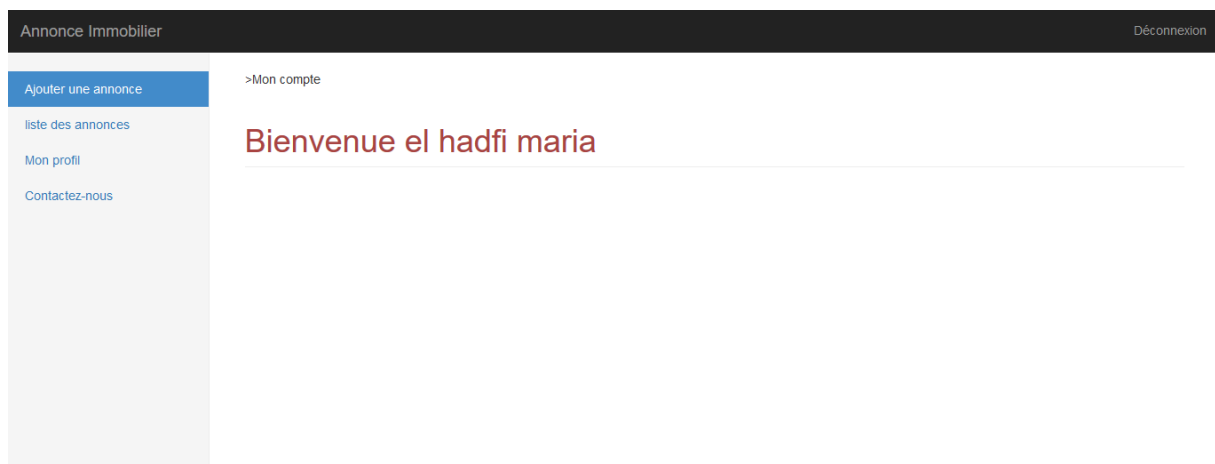 Annonce Immobilier
Déconnexion
Ajouter une annonce
liste des annonces
Mon profil
Contactez-nous
>Mon compte
Bienvenue el hadfi maria